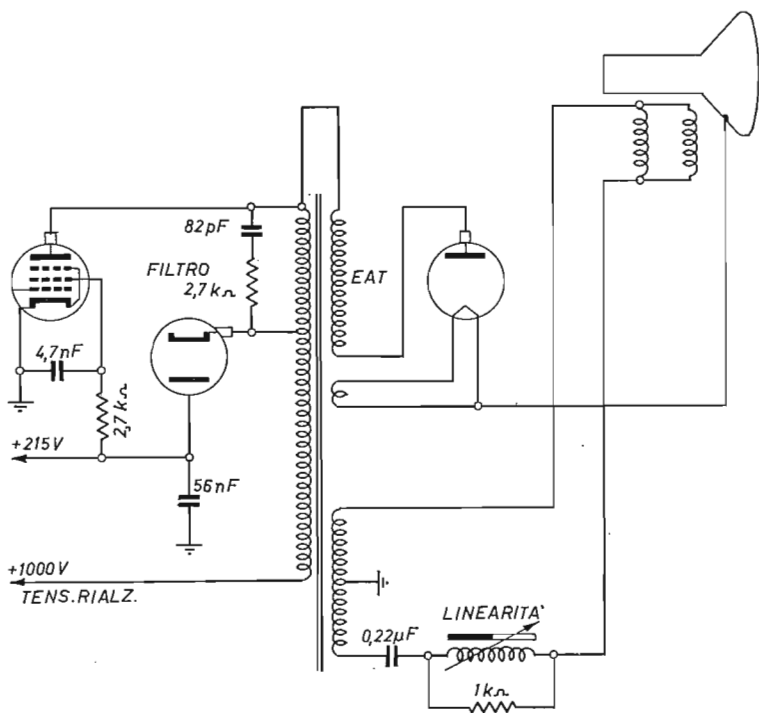 82pF
FILTRO
2,7kΩ
EAT
4,7nF
2,7kΩ
+215V
56nF
+1000V
TENS.RIALZ.
LINEARITA'
0,22µF
1kΩ